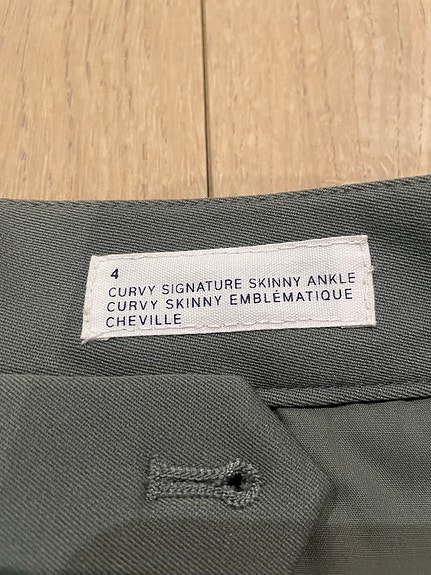 4
CURVY SIGNATURE SKINNY ANKLE
CURVY SKINNY EMBLÉMATIQUE
CHEVILLE